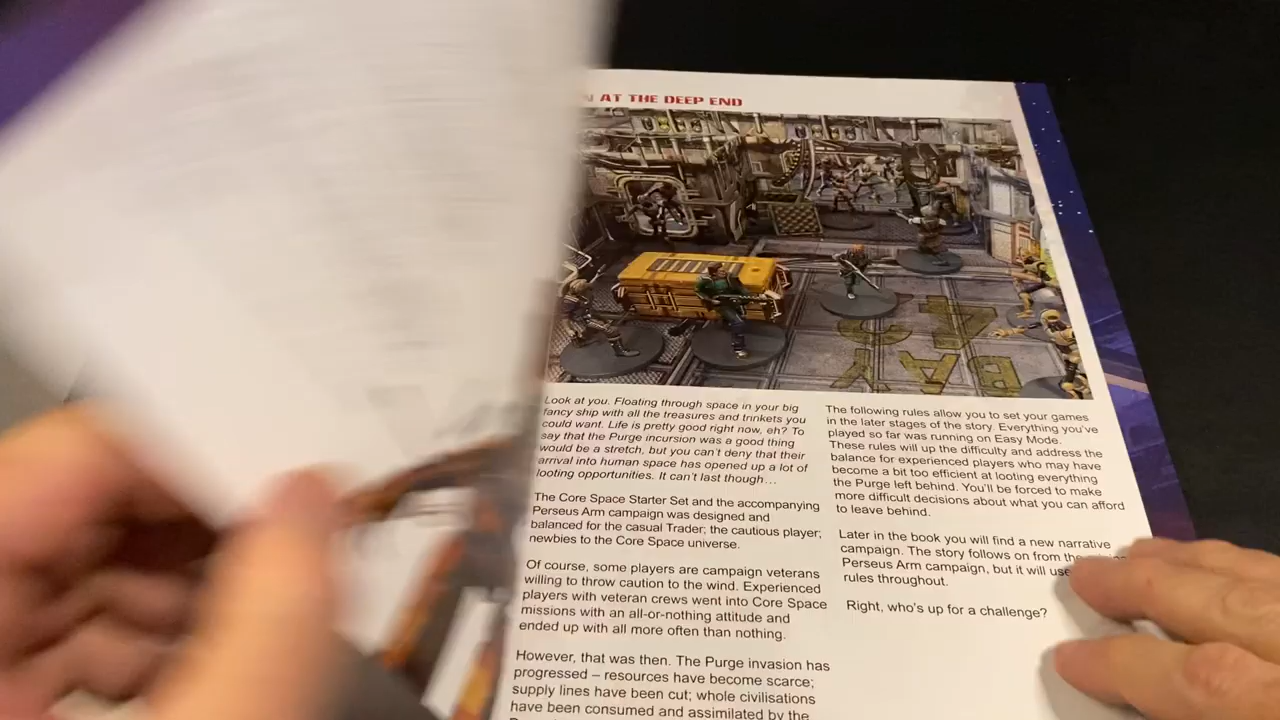 AT THE DEEP END
BAY
Look at you. Floating through space in your big
fancy ship with all the treasures and trinkets you
could want. Life is pretty good right now, eh? To
say that the Purge incursion was a good thing
would be a stretch, but you can't deny that their
arrival into human space has opened up a lot of
looting opportunities. It can't last though…
The Core Space Starter Set and the accompanying
Perseus Arm campaign was designed and
balanced for the casual Trader; the cautious player;
newbies to the Core Space universe.
Of course, some players are campaign veterans
willing to throw caution to the wind. Experienced
players with veteran crews went into Core Space
missions with an all-or-nothing attitude and
ended up with all more often than nothing.
However, that was then. The Purge invasion has
progressed – resources have become scarce;
supply lines have been cut; whole civilisations
have been consumed and assimilated by the
The following rules allow you to set your games
in the later stages of the story. Everything you've
played so far was running on Easy Mode.
These rules will up the difficulty and address the
balance for experienced players who may have
become a bit too efficient at looting everything
the Purge left behind. You'll be forced to make
more difficult decisions about what you can afford
to leave behind.
Later in the book you will find a new narrative
campaign. The story follows on from the
Perseus Arm campaign, but it will use
rules throughout.
Right, who's up for a challenge?